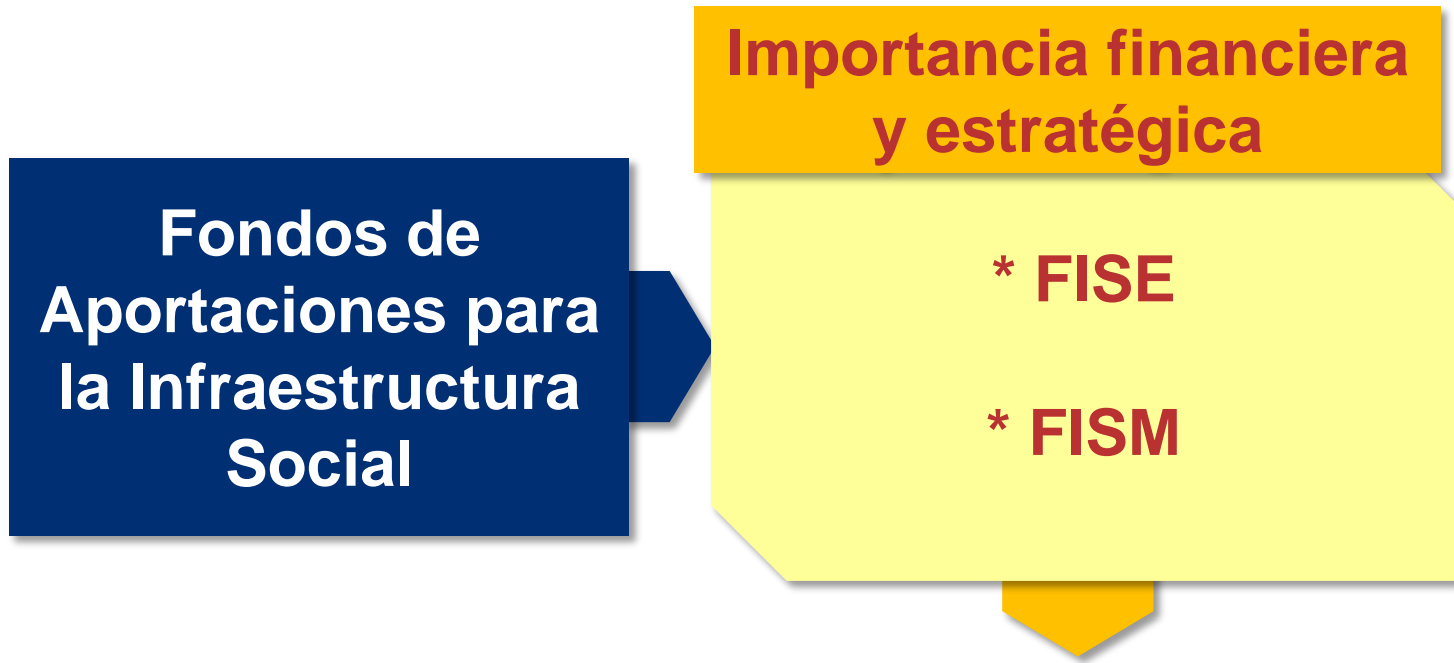 Importancia financiera
y estratégica
Fondos de
Aportaciones para
la Infraestructura
Social
* FISE
* FISM